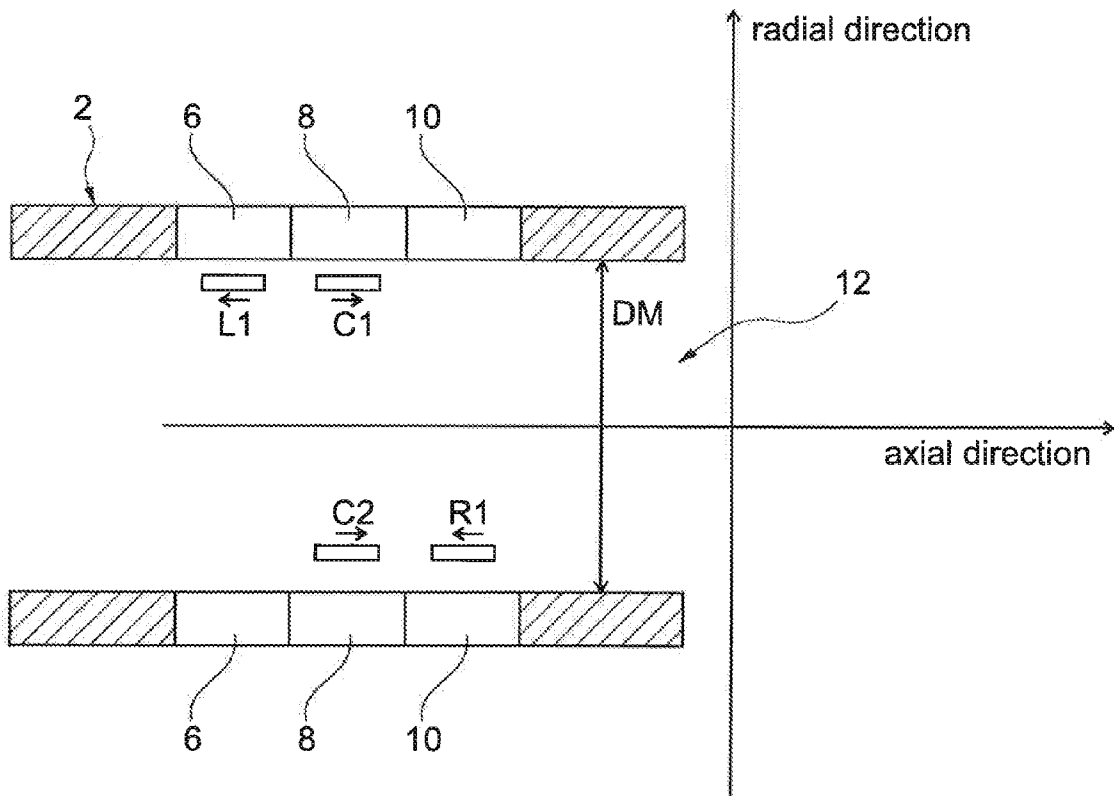 radial direction
2
6
8
10
12
DM
L1
C1
axial direction
C2
R1
6
8
10